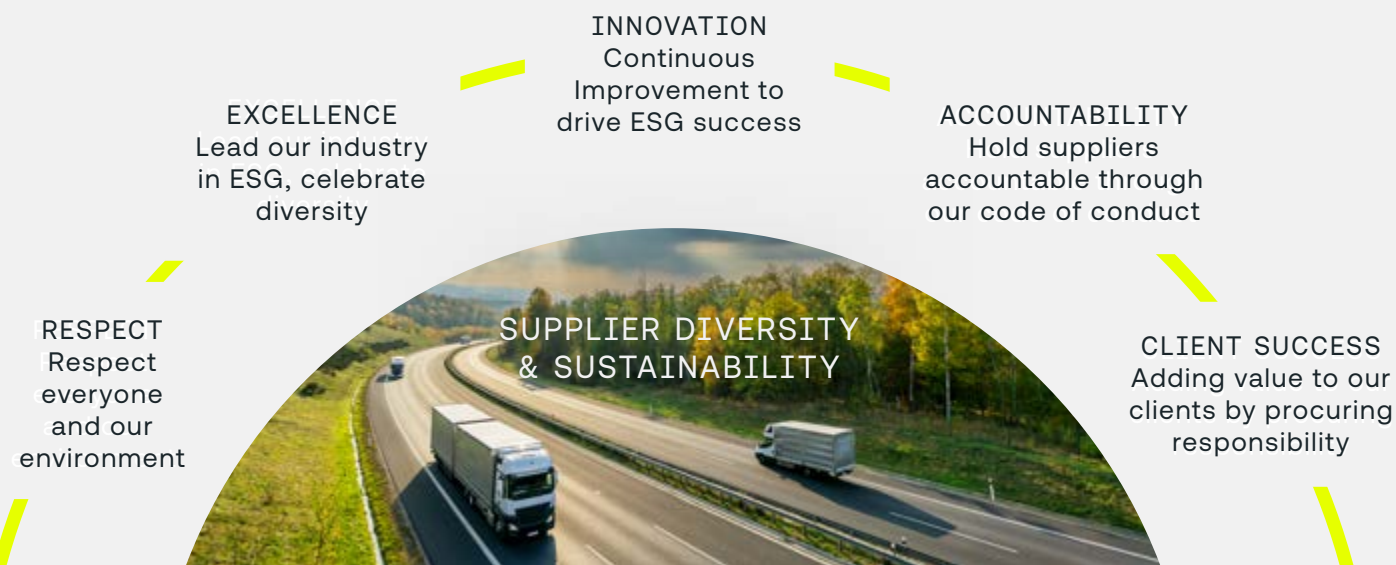 INNOVATION
Continuous
Improvement to
drive ESG success
EXCELLENCE
Lead our industry
in ESG, celebrate
diversity
ACCOUNTABILITY
Hold suppliers
accountable through
our code of conduct
RESPECT
Respect
everyone
and our
environment
SUPPLIER DIVERSITY
& SUSTAINABILITY
CLIENT SUCCESS
Adding value to our
clients by procuring
responsibility